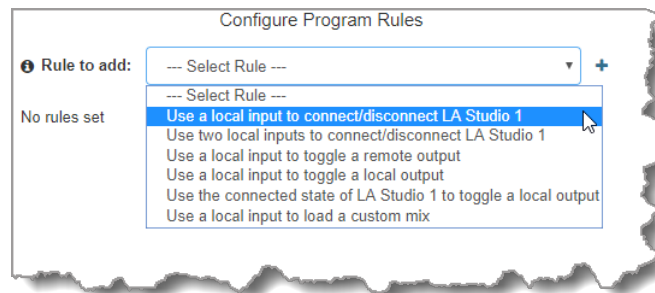 Configure Program Rules
Rule to add:
--- Select Rule ---
--- Select Rule ---
No rules set
Use a local input to connect/disconnect LA Studio 1
Use two local inputs to connect/disconnect LA Studio 1
Use a local input to toggle a remote output
Use a local input to toggle a local output
Use the connected state of LA Studio 1 to toggle a local output
Use a local input to load a custom mix